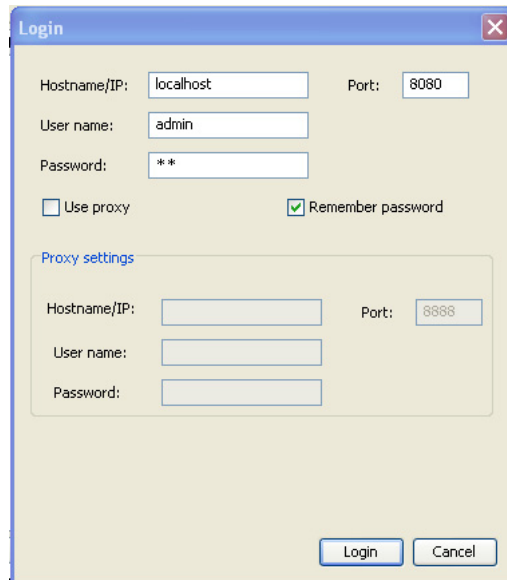 Login
Hostname/IP: localhost Port: 8080
User name: admin
Password: **
Use proxy Remember password
Proxy settings
Hostname/IP: Port: 8888
User name:
Password:
Login Cancel